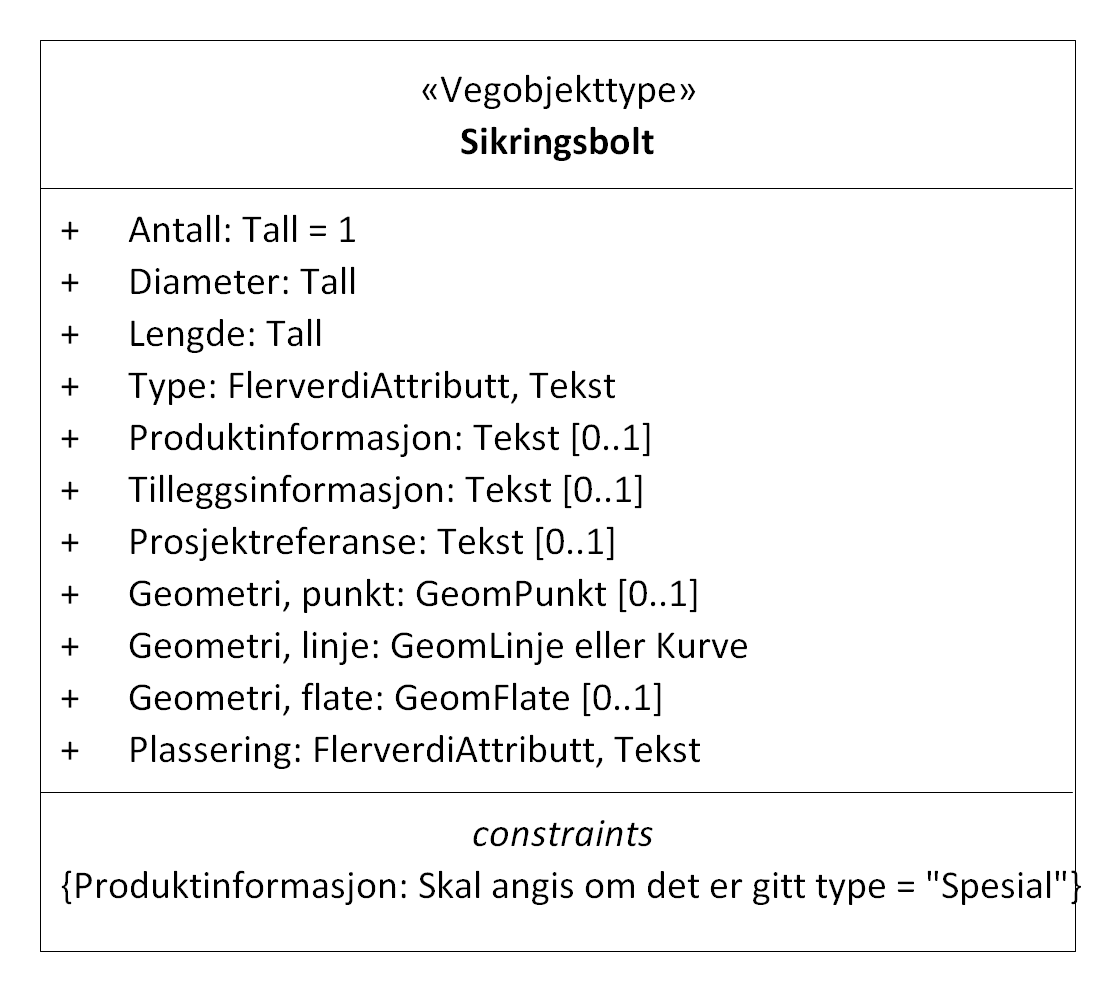 «Vegobjekttype»
Sikringsbolt
+ Antall: Tall = 1
+ Diameter: Tall
+ Lengde: Tall
+ Type: FlerverdiAttributt, Tekst
+ Produktinformasjon: Tekst [0..1]
+ Tilleggsinformasjon: Tekst [0..1]
+ Prosjektreferanse: Tekst [0..1]
+ Geometri, punkt: GeomPunkt [0..1]
+ Geometri, linje: GeomLinje eller Kurve
+ Geometri, flate: GeomFlate [0..1]
+ Plassering: FlerverdiAttributt, Tekst
constraints
{Produktinformasjon: Skal angis om det er gitt type = "Spesial"}